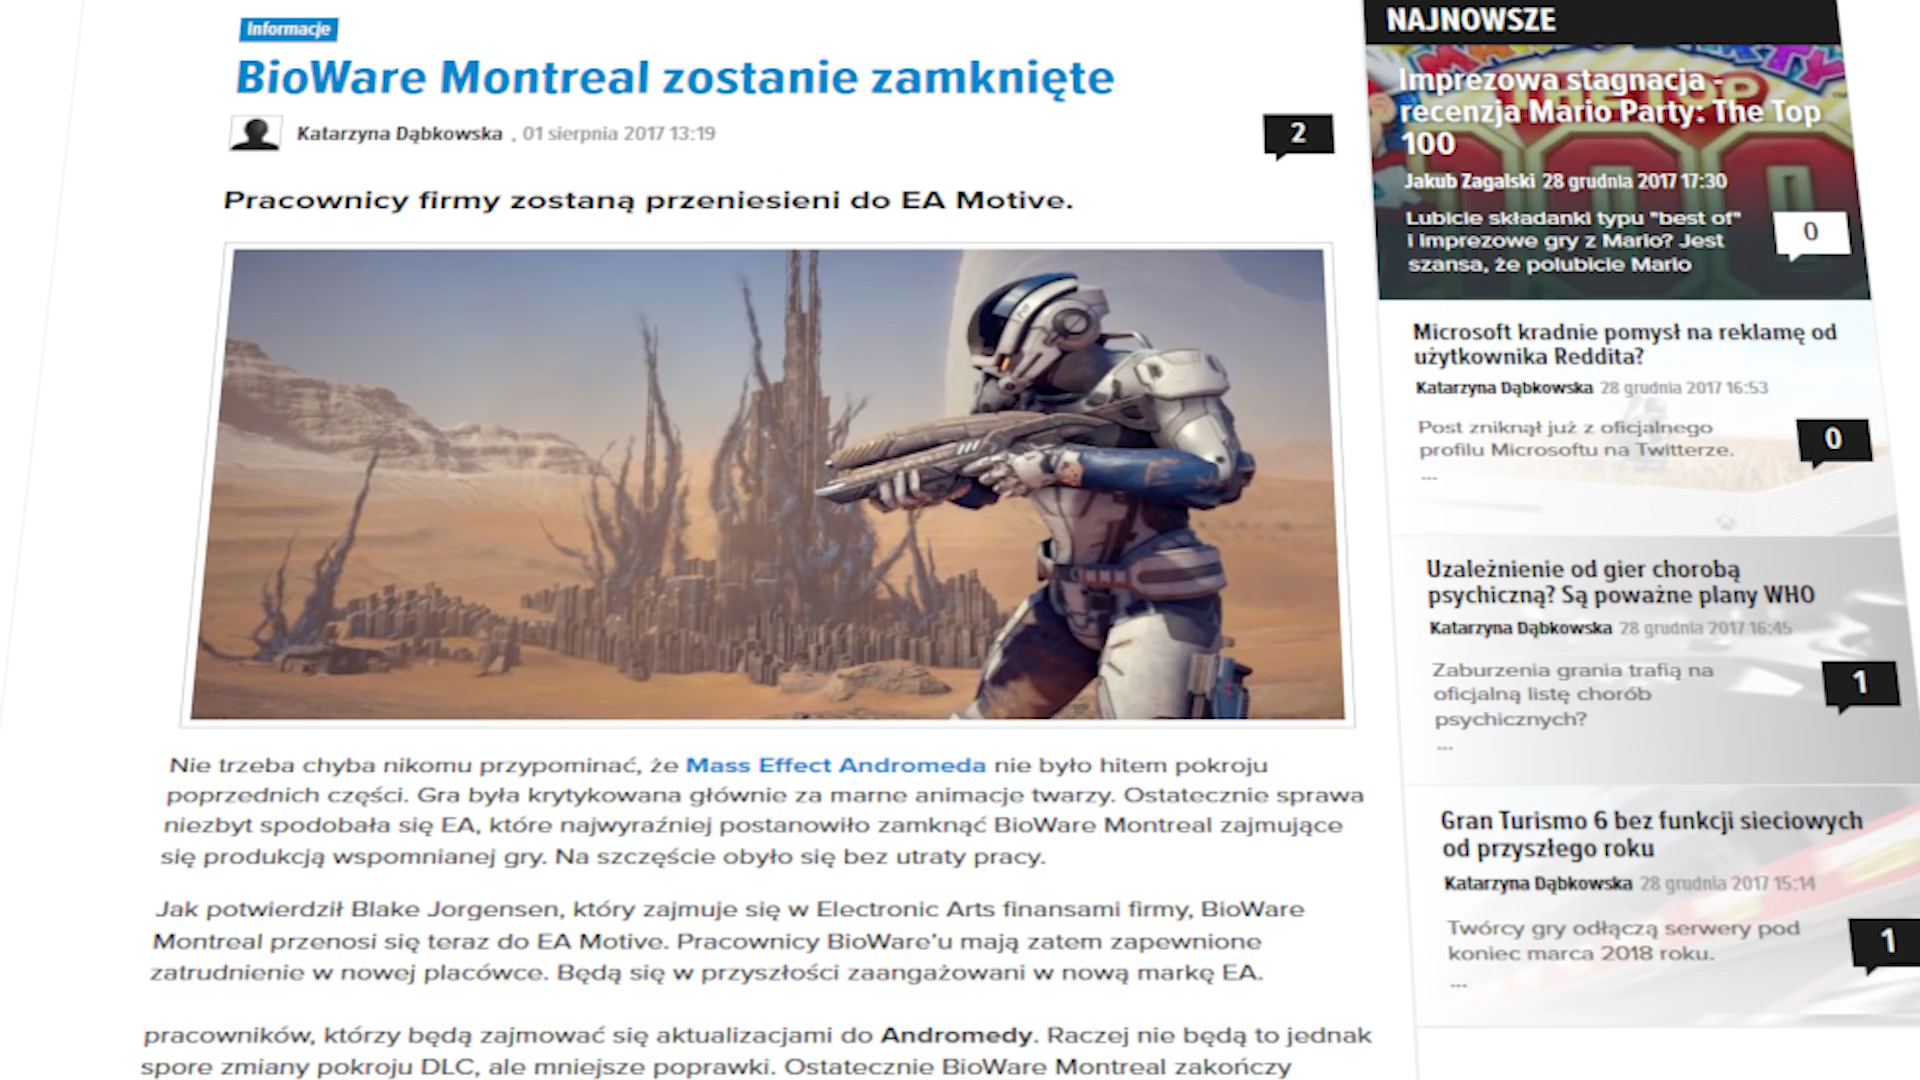 Informacje
BioWare Montreal zostanie zamknięte
Katarzyna Dąbkowska , 01 sierpnia 2017 13:19
2
Pracownicy firmy zostaną przeniesieni do EA Motive.
Nie trzeba chyba nikomu przypominać, że Mass Effect Andromeda nie było hitem pokroju
poprzednich części. Gra była krytykowana głównie za marne animacje twarzy. Ostatecznie sprawa
niezbyt spodobała się EA, które najwyraźniej postanowiło zamknąć BioWare Montreal zajmujące
się produkcją wspomnianej gry. Na szczęście obyło się bez utraty pracy.
Jak potwierdził Blake Jorgensen, który zajmuje się w Electronic Arts finansami firmy, BioWare
Montreal przenosi się teraz do EA Motive. Pracownicy BioWare'u mają zatem zapewnione
zatrudnienie w nowej placówce. Będą się w przyszłości zaangażowani w nową markę EA.
pracowników, którzy będą zajmować się aktualizacjami do Andromedy. Raczej nie będą to jednak
spore zmiany pokroju DLC, ale mniejsze poprawki. Ostatecznie BioWare Montreal zakończy
NAJNOWSZE
Imprezowa stagnacja -
recenzja Mario Party: The Top
100
Jakub Zagalski 28 grudnia 2017 17:30
Lubicie składanki typu "best of"
i imprezowe gry z Mario? Jest
szansa, że polubicie Mario
0
Microsoft kradnie pomysł na reklamę od
użytkownika Reddita?
Katarzyna Dąbkowska 28 grudnia 2017 16:53
Post zniknął już z oficjalnego
profilu Microsoftu na Twitterze.
...
0
Uzależnienie od gier chorobą
psychiczną? Są poważne plany WHO
Katarzyna Dąbkowska 28 grudnia 2017 16:45
Zaburzenia grania trafią na
oficjalną listę chorób
psychicznych?
...
1
Gran Turismo 6 bez funkcji sieciowych
od przyszłego roku
Katarzyna Dąbkowska 28 grudnia 2017 15:14
Twórcy gry odłączą serwery pod
koniec marca 2018 roku.
...
1